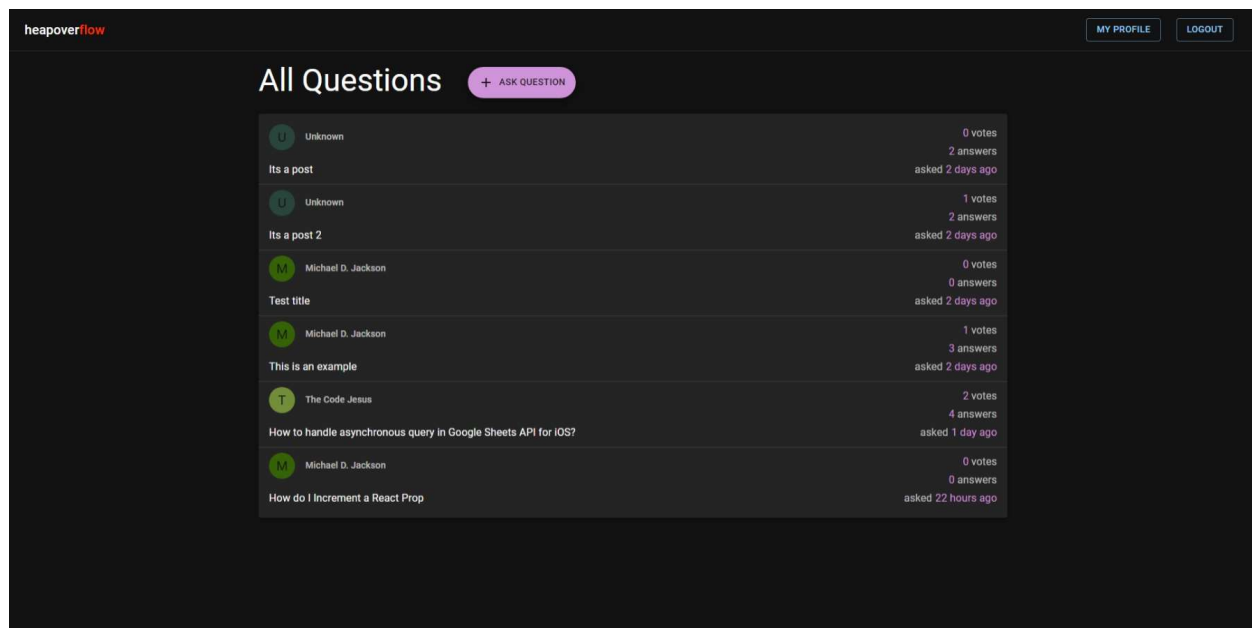 heapoverflow MY PROFILE LOGOUT
All Questions + ASK QUESTION
U Unknown 0 votes
2 answers
Its a post asked 2 days ago
U Unknown 1 votes
2 answers
Its a post 2 asked 2 days ago
M Michael D. Jackson 0 votes
0 answers
Test title asked 2 days ago
M Michael D. Jackson 1 votes
3 answers
This is an example asked 2 days ago
T The Code Jesus 2 votes
4 answers
How to handle asynchronous query in Google Sheets API for iOS? asked 1 day ago
M Michael D. Jackson 0 votes
0 answers
How do I Increment a React Prop asked 22 hours ago